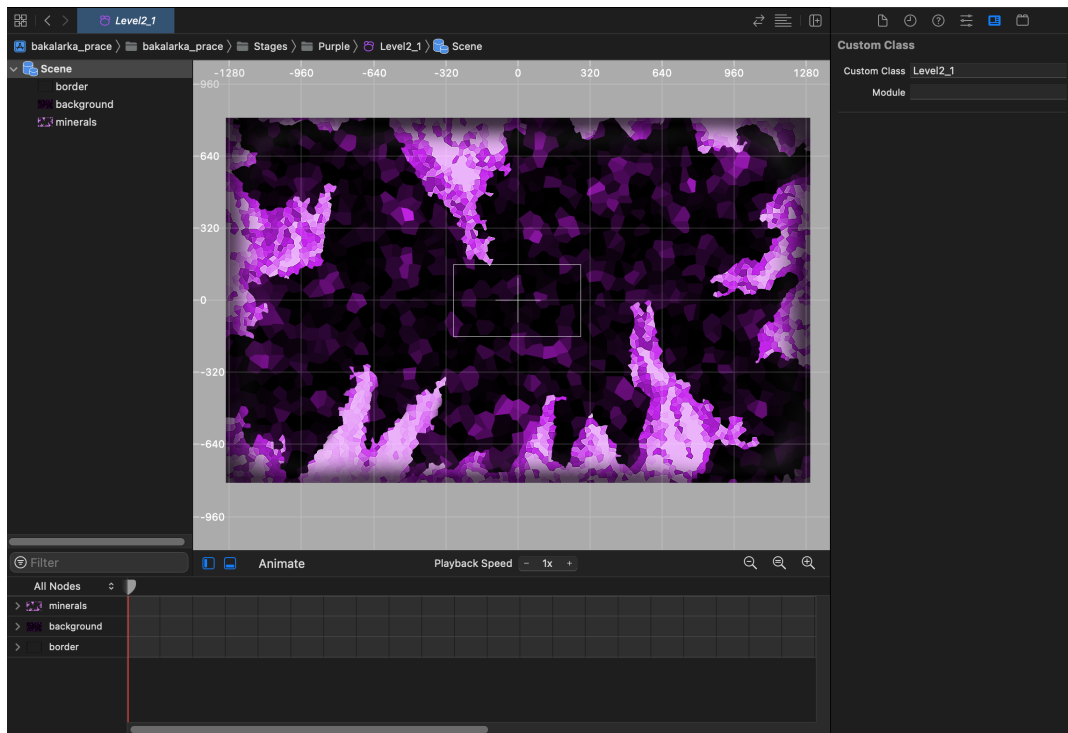 Level2_1
bakalarka_prace bakalarka_prace Stages Purple Level2_1 Scene
Custom Class
Scene
border
background
minerals
-1280 -960 -640 -320 0 320 640 960 1280
960
640
320
0
-320
-640
-960
Custom Class Level2_1
Module
Filter
Animate
Playback Speed − 1x +
All Nodes
minerals
background
border